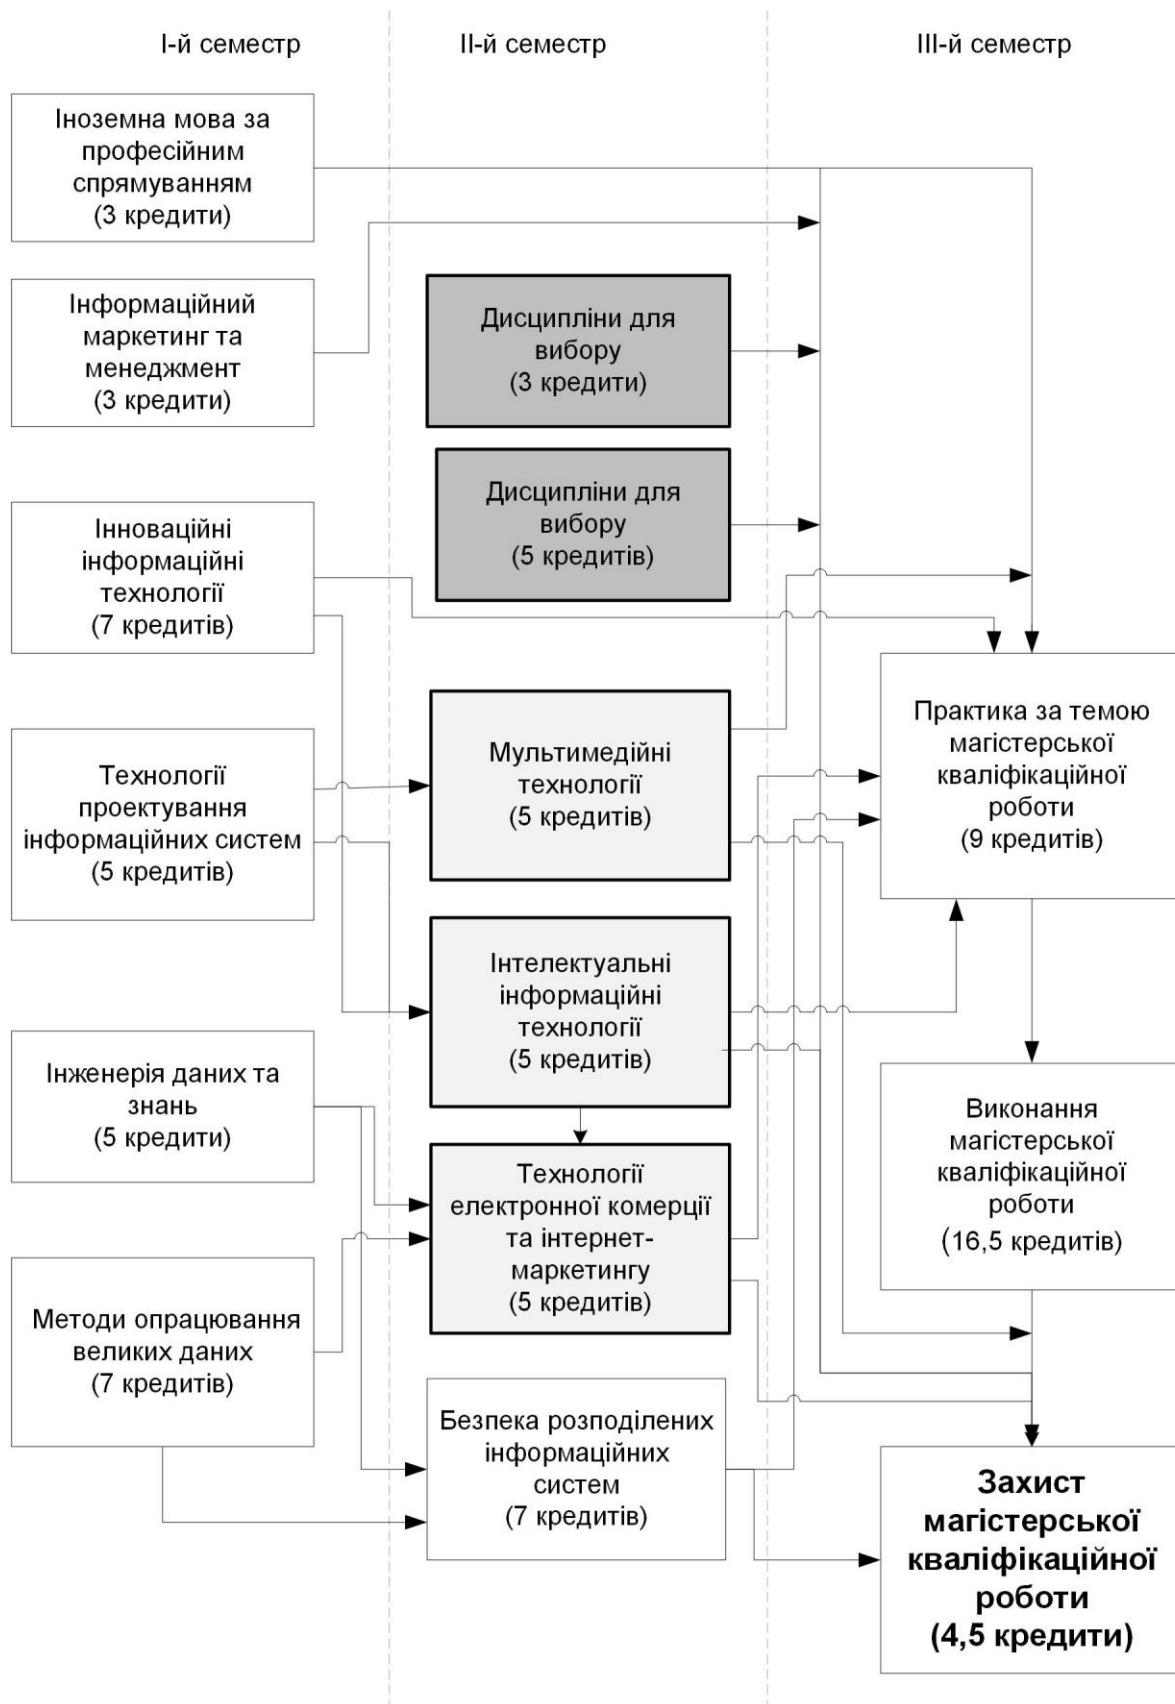 І-й семестр
ІІ-й семестр
ІІІ-й семестр
Іноземна мова за
професійним
спрямуванням
(3 кредити)
Інформаційний
маркетинг та
менеджмент
(3 кредити)
Інноваційні
інформаційні
технології
(7 кредитів)
Технології
проектування
інформаційних систем
(5 кредитів)
Інженерія даних та
знань
(5 кредити)
Методи опрацювання
великих даних
(7 кредитів)
Дисципліни для
вибору
(3 кредити)
Дисципліни для
вибору
(5 кредитів)
Мультимедійні
технології
(5 кредитів)
Інтелектуальні
інформаційні
технології
(5 кредитів)
Технології
електронної комерції
та інтернет-
маркетингу
(5 кредитів)
Безпека розподілених
інформаційних
систем
(7 кредитів)
Практика за темою
магістерської
кваліфікаційної
роботи
(9 кредитів)
Виконання
магістерської
кваліфікаційної
роботи
(16,5 кредитів)
Захист
магістерської
кваліфікаційної
роботи
(4,5 кредити)